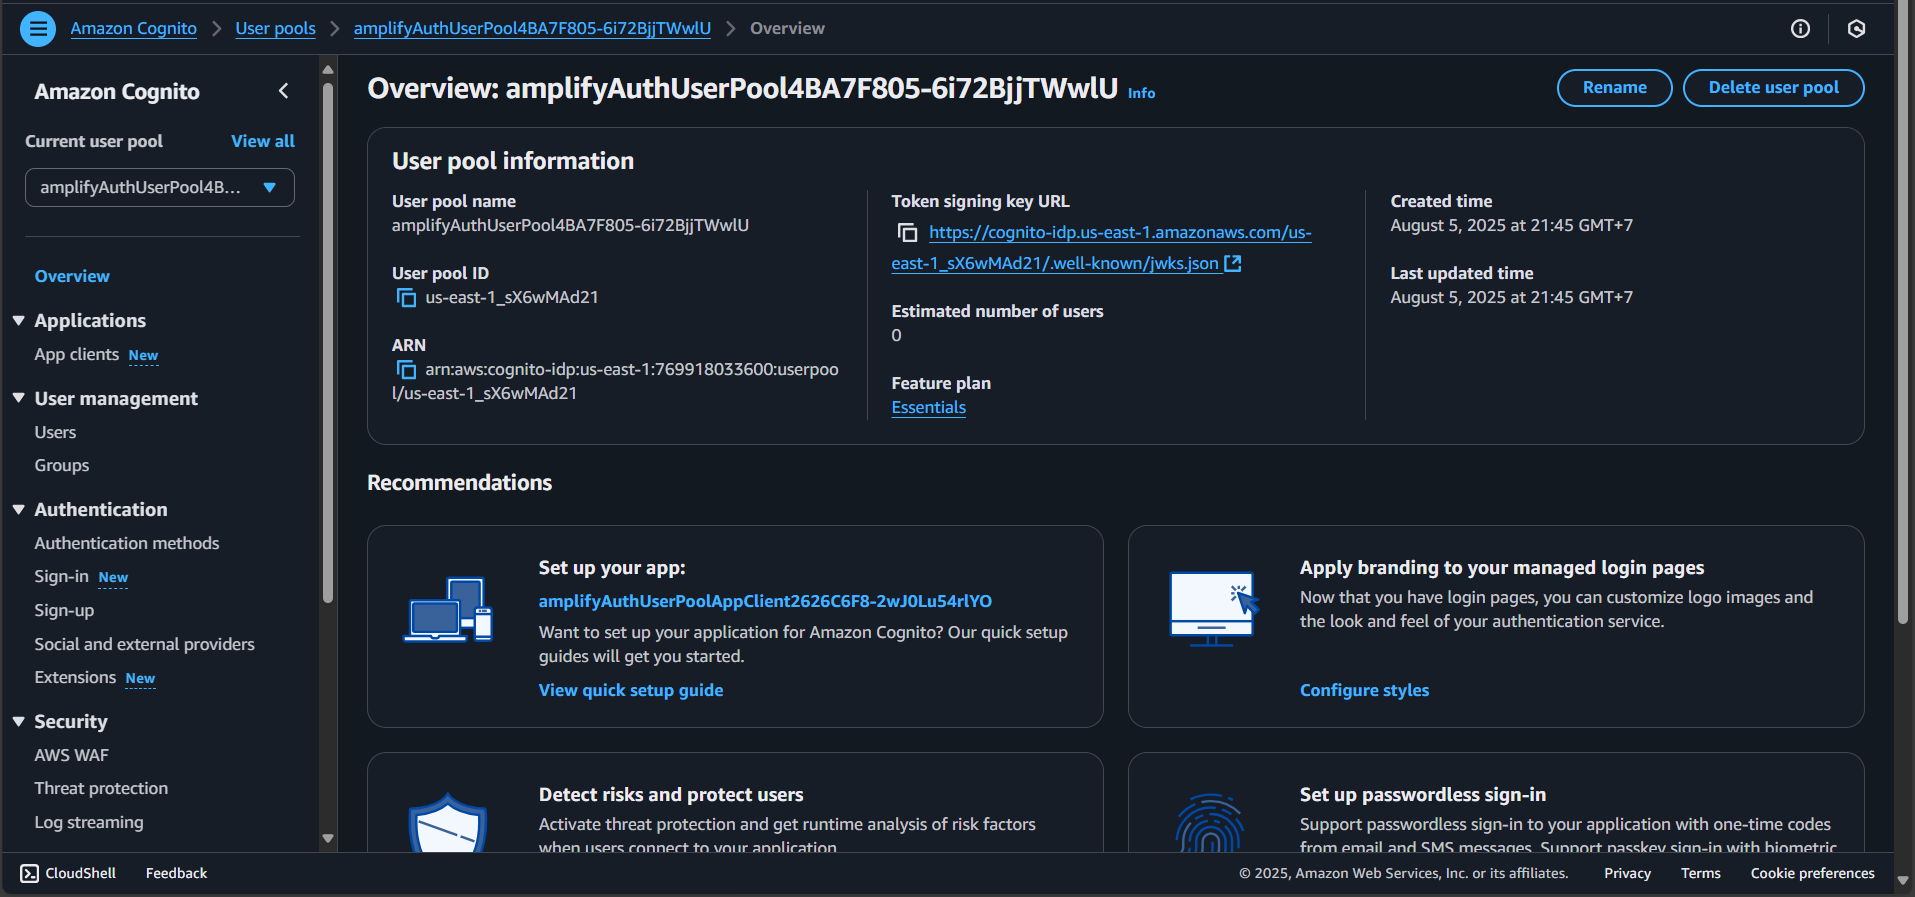 Amazon Cognito > User pools > amplifyAuthUserPool4BA7F805-6i72BjjTWwlU > Overview
Amazon Cognito
Current user pool View all
amplifyAuthUserPool4B...
Overview
Applications
App clients New
User management
Users
Groups
Authentication
Authentication methods
Sign-in New
Sign-up
Social and external providers
Extensions New
Security
AWS WAF
Threat protection
Log streaming
Overview: amplifyAuthUserPool4BA7F805-6i72BjjTWwlU Info
Rename
Delete user pool
User pool information
User pool name
amplifyAuthUserPool4BA7F805-6i72BjjTWwlU
User pool ID
us-east-1_sX6wMAd21
ARN
arn:aws:cognito-idp:us-east-1:769918033600:userpoo
l/us-east-1_sX6wMAd21
Token signing key URL
https://cognito-idp.us-east-1.amazonaws.com/us-
east-1_sX6wMAd21/.well-known/jwks.json
Estimated number of users
0
Feature plan
Essentials
Created time
August 5, 2025 at 21:45 GMT+7
Last updated time
August 5, 2025 at 21:45 GMT+7
Recommendations
Set up your app:
amplifyAuthUserPoolAppClient2626C6F8-2wJ0Lu54rlYO
Want to set up your application for Amazon Cognito? Our quick setup
guides will get you started.
View quick setup guide
Apply branding to your managed login pages
Now that you have login pages, you can customize logo images and
the look and feel of your authentication service.
Configure styles
Detect risks and protect users
Activate threat protection and get runtime analysis of risk factors
when users connect to your application.
Set up passwordless sign-in
Support passwordless sign-in to your application with one-time codes
from email and SMS messages. Support passkey sign-in with biometric
CloudShell
Feedback
© 2025, Amazon Web Services, Inc. or its affiliates.
Privacy
Terms
Cookie preferences